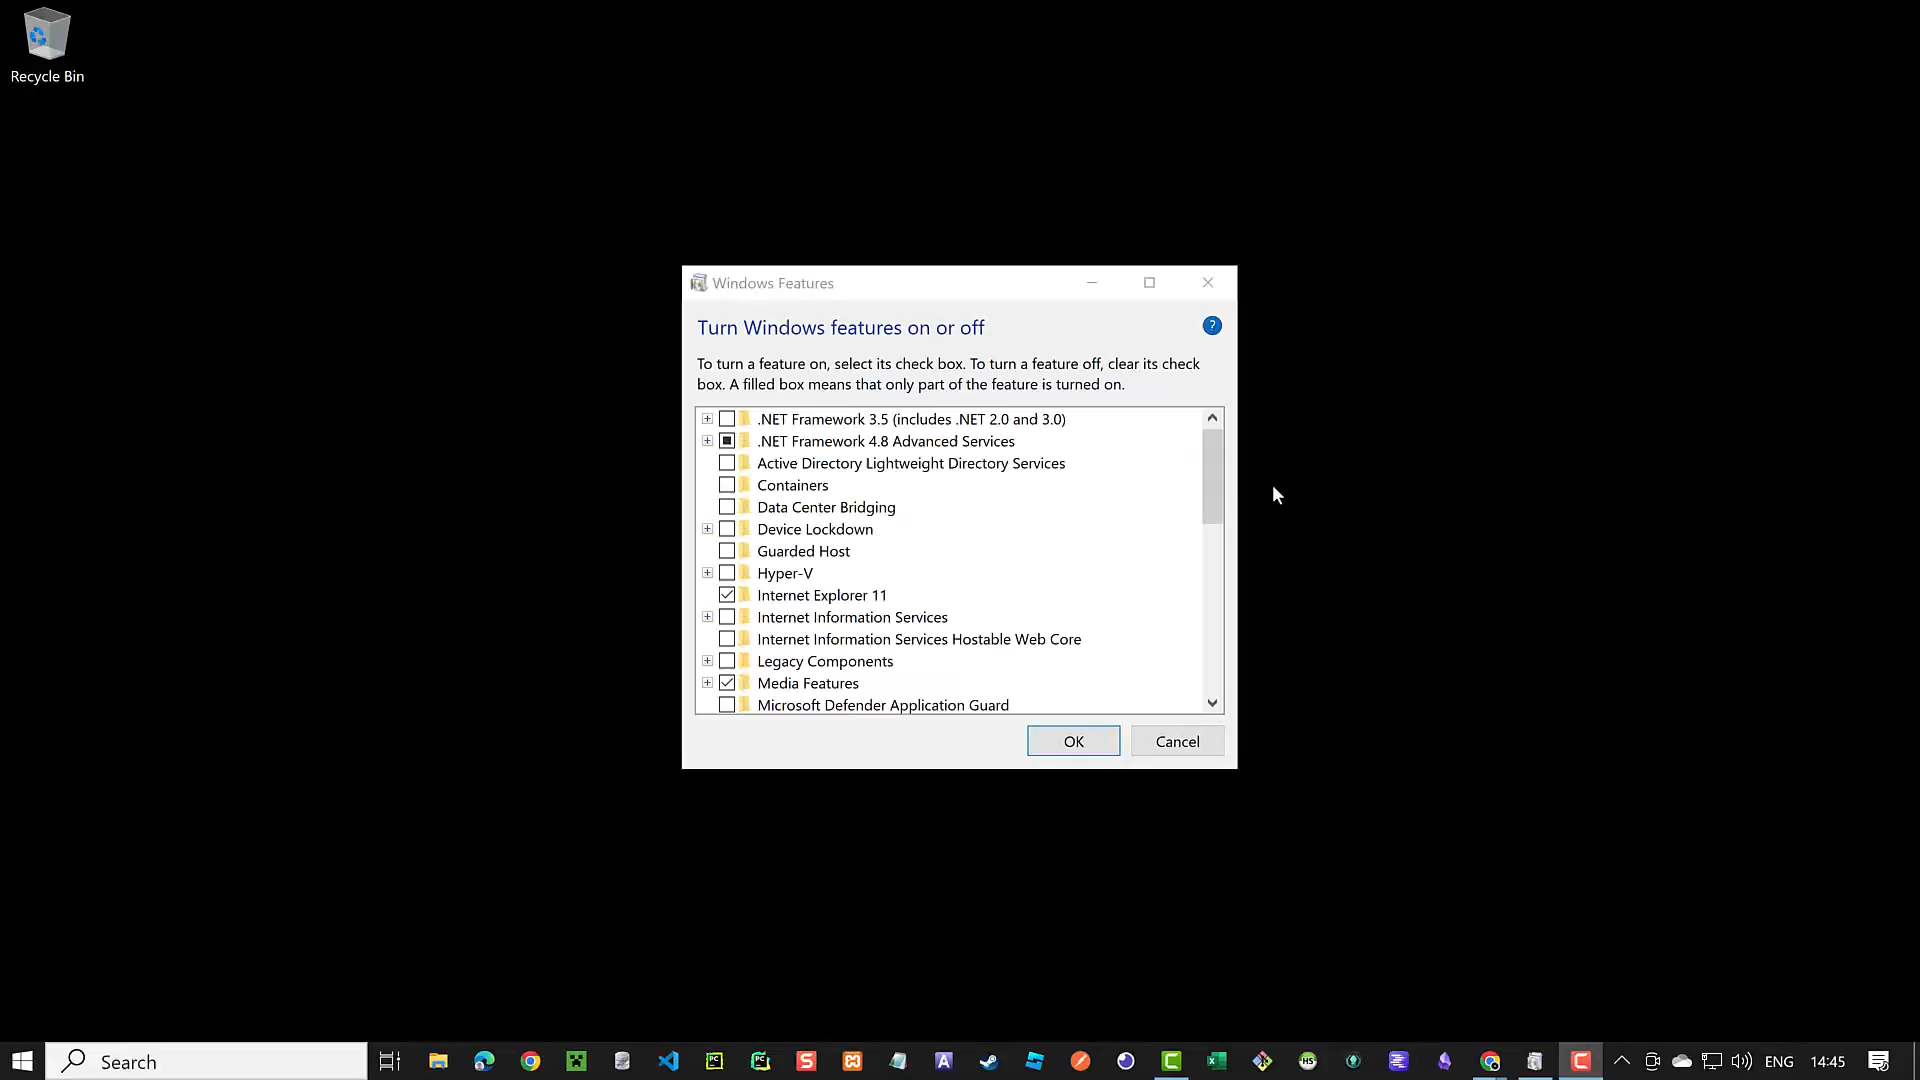 Recycle Bin
Windows Features
Turn Windows features on or off
?
To turn a feature on, select its check box. To turn a feature off, clear its check
box. A filled box means that only part of the feature is turned on.
.NET Framework 3.5 (includes .NET 2.0 and 3.0)
.NET Framework 4.8 Advanced Services
Active Directory Lightweight Directory Services
Containers
Data Center Bridging
Device Lockdown
Guarded Host
Hyper-V
Internet Explorer 11
Internet Information Services
Internet Information Services Hostable Web Core
Legacy Components
Media Features
Microsoft Defender Application Guard
OK Cancel
Search PC PC S A HS C ENG 14:45